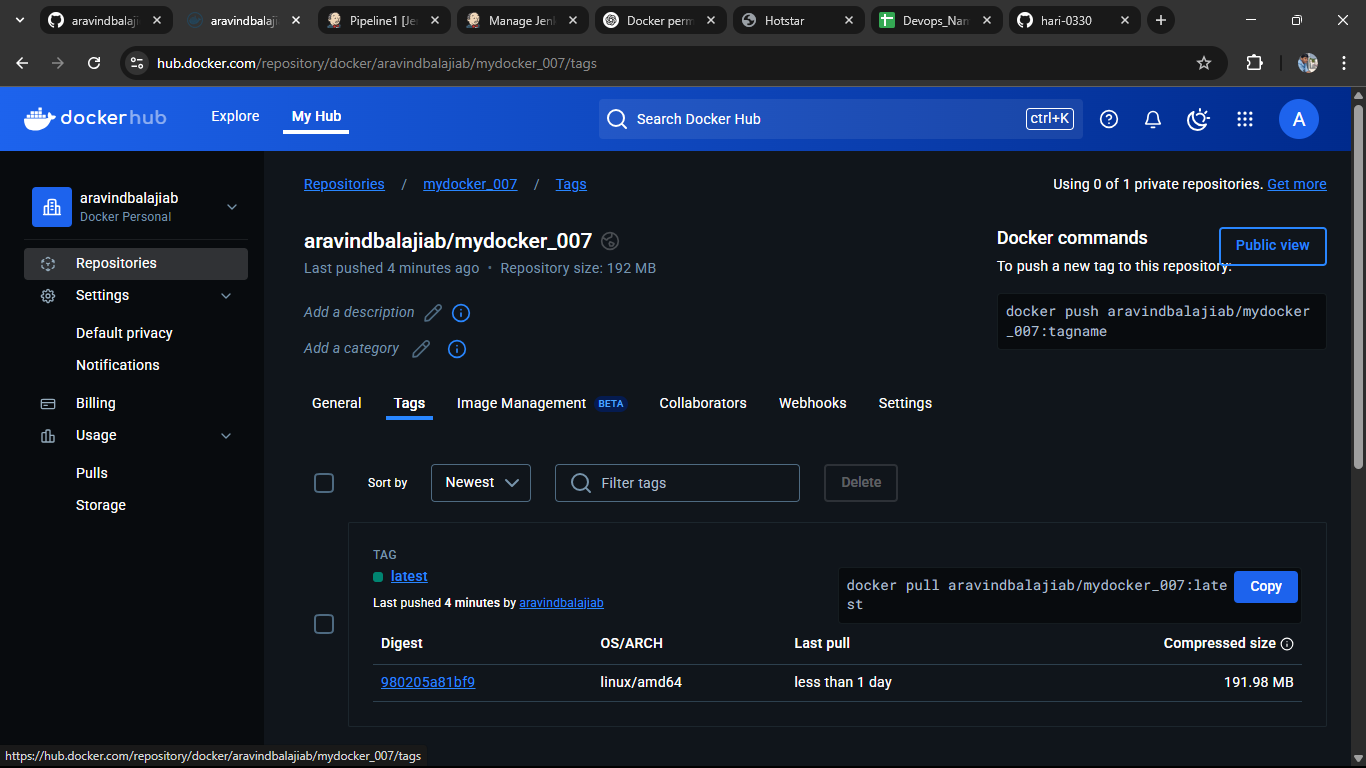 aravindbalaji
aravindbalaji
Pipeline1 [Je
Manage Jenl
Docker perm
Hotstar
Devops_Nam
hari-0330
hub.docker.com/repository/docker/aravindbalajiab/mydocker_007/tags
dockerhub
Explore
My Hub
Search Docker Hub
ctrl+K
A
aravindbalajiab
Docker Personal
Repositories
Settings
Default privacy
Notifications
Billing
Usage
Pulls
Storage
Repositories / mydocker_007 / Tags
Using 0 of 1 private repositories. Get more
aravindbalajiab/mydocker_007
Last pushed 4 minutes ago · Repository size: 192 MB
Add a description
Add a category
Docker commands
Public view
To push a new tag to this repository:
docker push aravindbalajiab/mydocker
_007:tagname
General Tags Image Management BETA Collaborators Webhooks Settings
Sort by
Newest
Filter tags
Delete
TAG
latest
Last pushed 4 minutes by aravindbalajiab
docker pull aravindbalajiab/mydocker_007:late
st
Copy
Digest OS/ARCH Last pull Compressed size
980205a81bf9 linux/amd64 less than 1 day 191.98 MB
https://hub.docker.com/repository/docker/aravindbalajiab/mydocker_007/tags